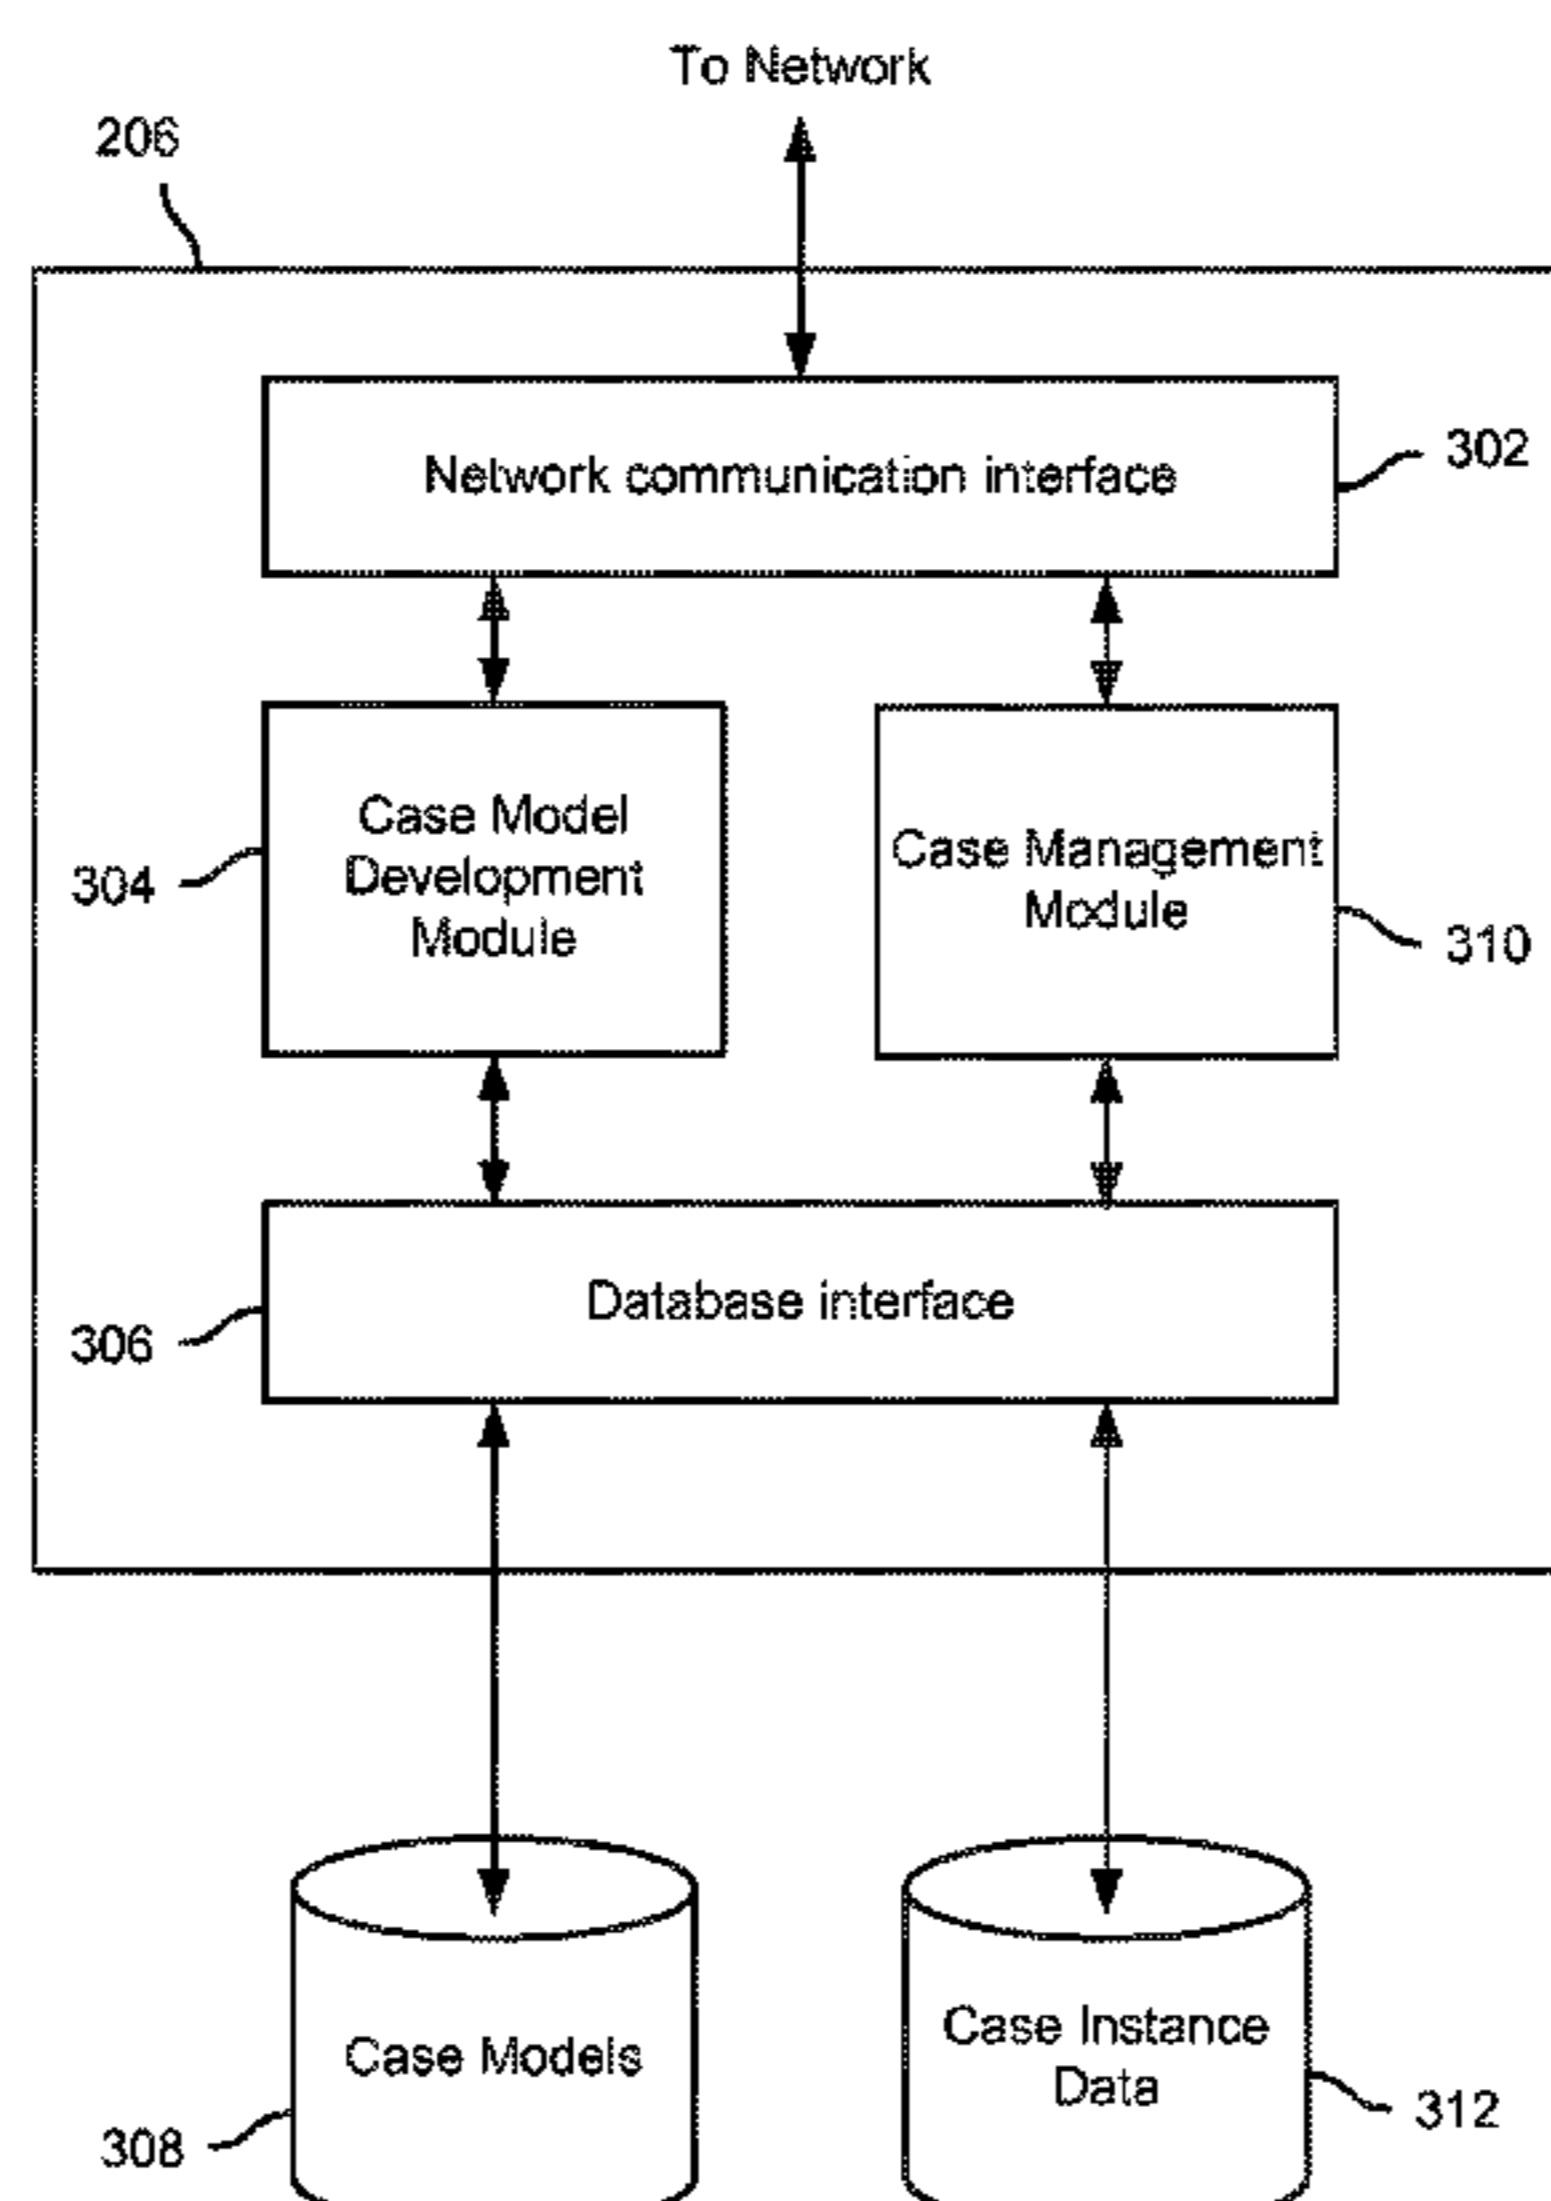 To Network
206
Network communication interface
302
Case Model
Development
Module
304
Case Management
Module
310
Database interface
306
Case Models
308
Case Instance
Data
312